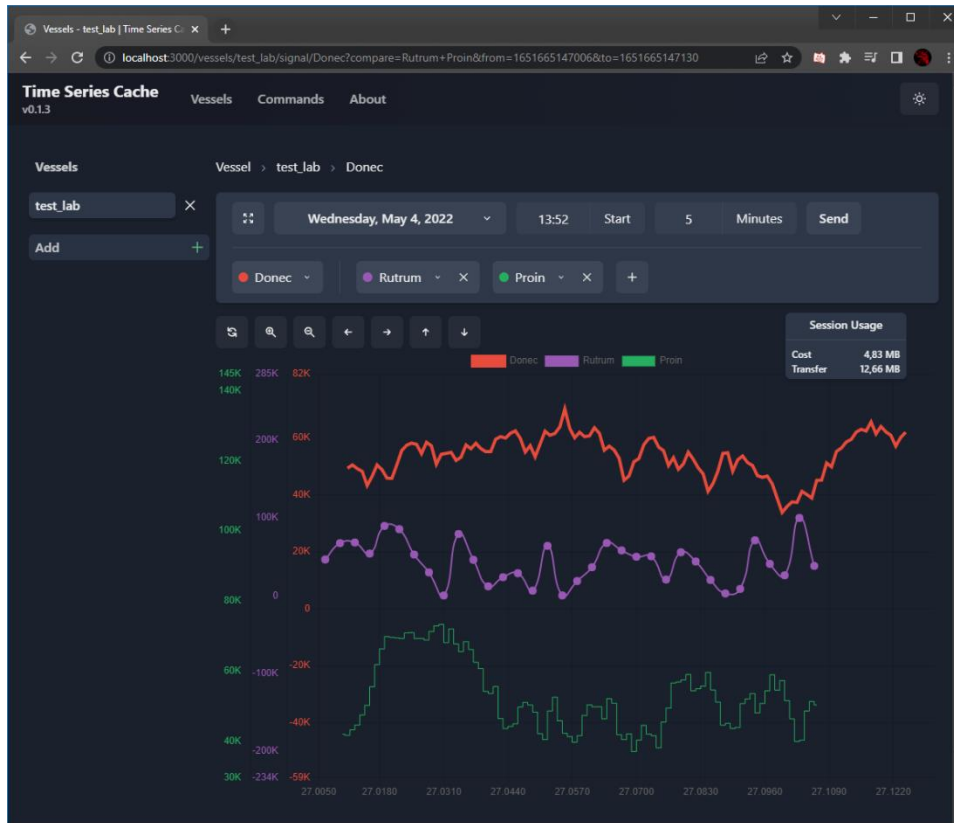 Vessels - test_lab | Time Series Ca
localhost:3000/vessels/test_lab/signal/Donec?compare=Rutrum+Proin&from=1651665147006&to=1651665147130
Time Series Cache
v0.1.3
Vessels Commands About
Vessels
test_lab
Add
Vessel > test_lab > Donec
Wednesday, May 4, 2022 13:52 Start 5 Minutes Send
Donec Rutrum Proin
Session Usage
Cost 4,83 MB
Transfer 12,66 MB
Donec Rutrum Proin
145K 285K 82K
140K
200K 60K
120K
40K
100K
100K
20K
80K 0 0
60K -100K -20K
-40K
40K -200K
30K -234K -59K
27.0050 27.0180 27.0310 27.0440 27.0570 27.0700 27.0830 27.0960 27.1090 27.1220